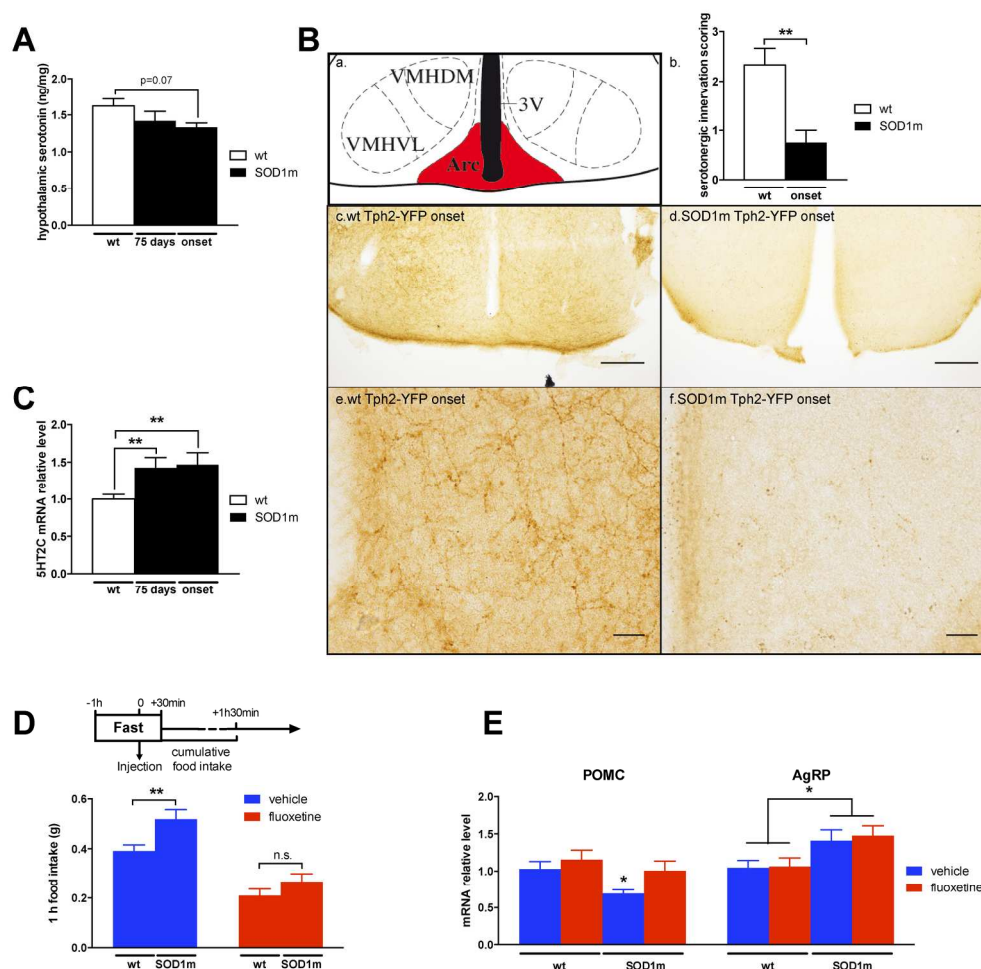 A
hypothalamic serotonin (ng/mg)
2.0
1.5
1.0
0.5
0.0
p=0.07
wt
75 days
onset
wt
SOD1m
B
a.
VMHDM
VMHVL
3V
Arc
b.
serotonergic innervation scoring
3
2
1
0
**
wt
onset
wt
SOD1m
c.wt Tph2-YFP onset
d.SOD1m Tph2-YFP onset
e.wt Tph2-YFP onset
f.SOD1m Tph2-YFP onset
C
5HT2C mRNA relative level
2.0
1.5
1.0
0.5
0.0
**
**
wt
75 days
onset
wt
SOD1m
D
-1h
0
+30min
+1h30min
Fast
Injection
cumulative
food intake
1 h food intake (g)
0.6
0.4
0.2
0.0
**
n.s.
vehicle
fluoxetine
wt
SOD1m
wt
SOD1m
E
POMC
AgRP
mRNA relative level
2.0
1.5
1.0
0.5
0.0
*
*
vehicle
fluoxetine
wt
SOD1m
wt
SOD1m